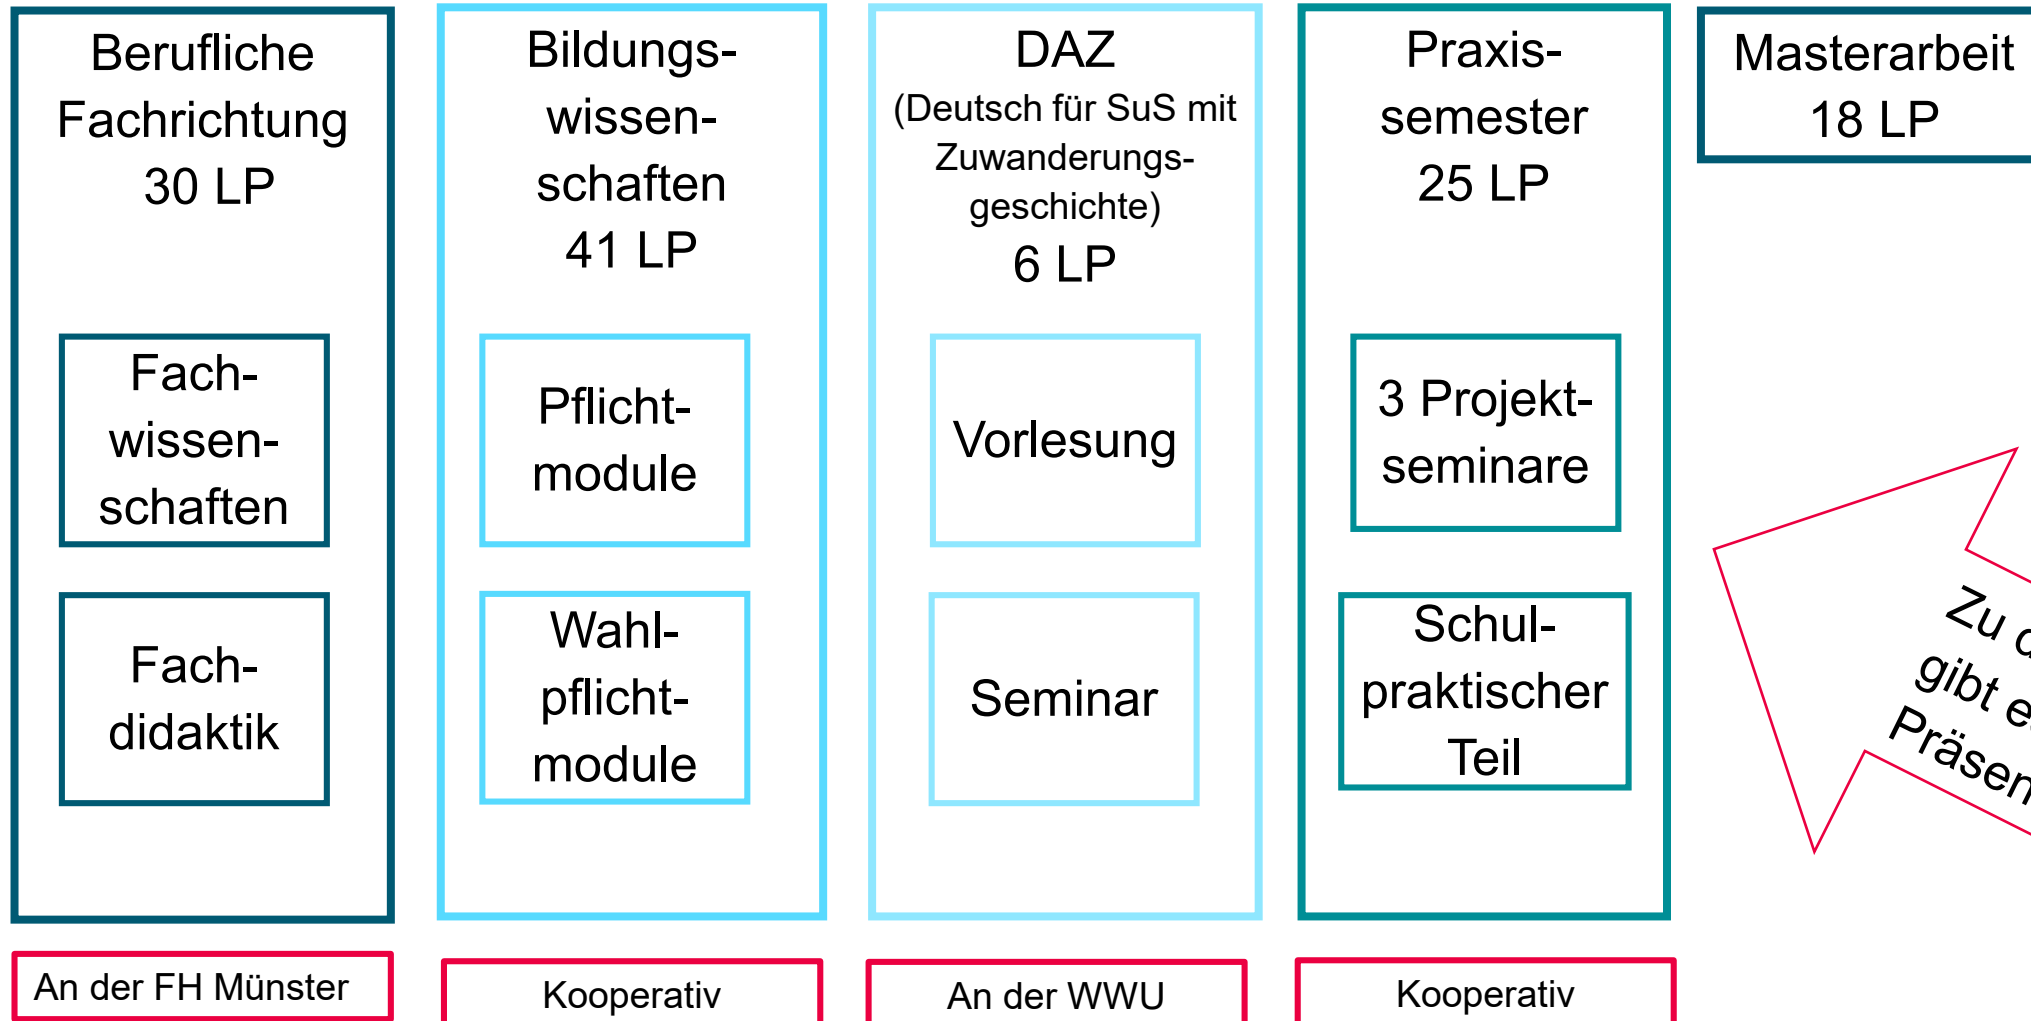 Berufliche
Fachrichtung
30 LP
Fach-
wissen-
schaften
Fach-
didaktik
An der FH Münster
Bildungs-
wissen-
schaften
41 LP
Pflicht-
module
Wahl-
pflicht-
module
Kooperativ
DAZ
(Deutsch für SuS mit
Zuwanderungs-
geschichte)
6 LP
Vorlesung
Seminar
An der WWU
Praxis-
semester
25 LP
3 Projekt-
seminare
Schul-
praktischer
Teil
Kooperativ
Masterarbeit
18 LP
Zu
gibt